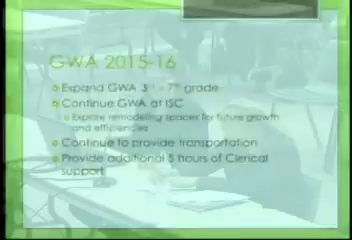 GWA 2015-16
Expand GWA 3rd - 7th grade
Continue GWA at ISC
Explore remodeling spaces for future growth
and efficiencies
Continue to provide transportation
Provide additional 5 hours of Clerical
support